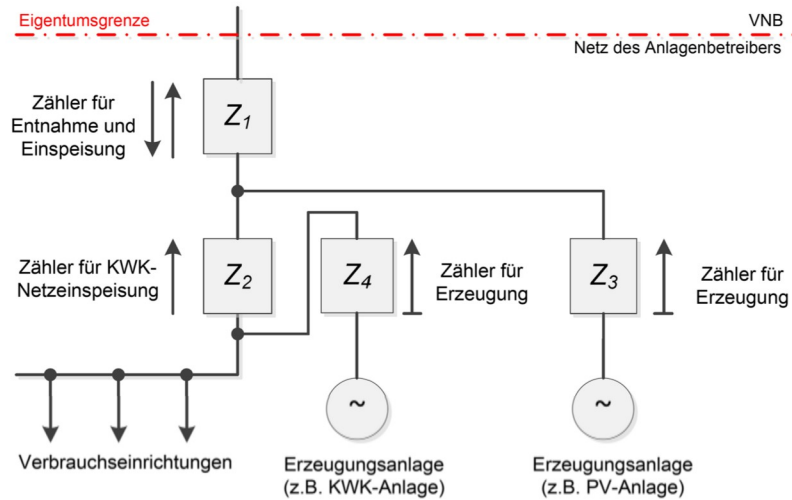 Eigentumsgrenze
VNB
Netz des Anlagenbetreibers
Zähler für
Entnahme und
Einspeisung
Z1
Zähler für KWK-
Netzeinspeisung
Z2
Z4
Zähler für
Erzeugung
Z3
Zähler für
Erzeugung
~
~
Verbrauchseinrichtungen
Erzeugungsanlage
(z.B. KWK-Anlage)
Erzeugungsanlage
(z.B. PV-Anlage)